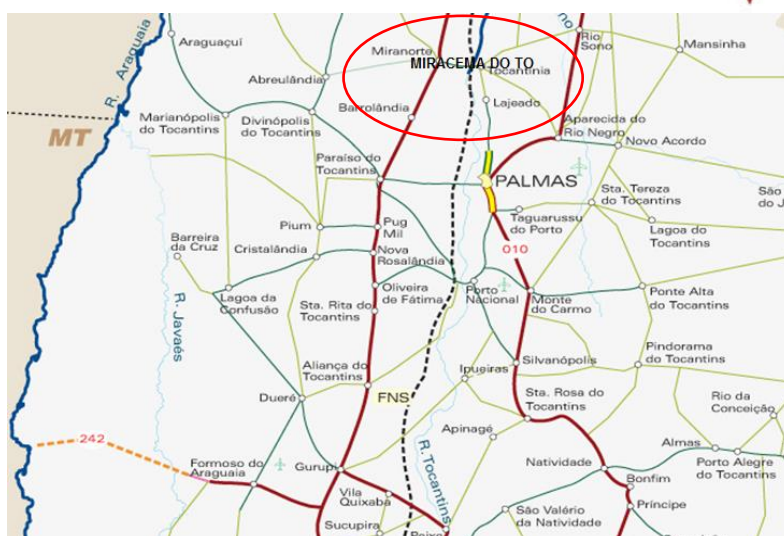 R. Araguaia
Araguaçuí
Miranorte
MIRACEMA DO TO
Tocantínia
Rio
Sono
Mansinha
Abreulândia
Lajeado
Barrolândia
Marianópolis
do Tocantins
Divinópolis
do Tocantins
Aparecida do
Rio Negro
Novo Acordo
MT
Paraíso do
Tocantins
PALMAS
Sta. Tereza
do Tocantins
São
do J
Taguarussu
do Porto
Lagoa do
Tocantins
Pium
Pug
Mil
Barreira
da Cruz
Cristalândia
Nova
Rosalândia
010
R. Javaés
Lagoa da
Confusão
Oliveira
de Fátima
Porto
Nacional
Monte
do Carmo
Ponte Alta
do Tocantins
Sta. Rita do
Tocantins
Aliança do
Tocantins
Ipueiras
Silvanópolis
Pindorama
do Tocantins
Dueré
FNS
Sta. Rosa do
Tocantins
Rio da
Conceição
242
Apinagé
R.Tocantins
Almas
Porto Alegre
do Tocantins
Formoso do
Araguaia
Gurupi
Natividade
Bonfim
Vila
Quixaba
Príncipe
São Valério
da Natividade
Sucupira